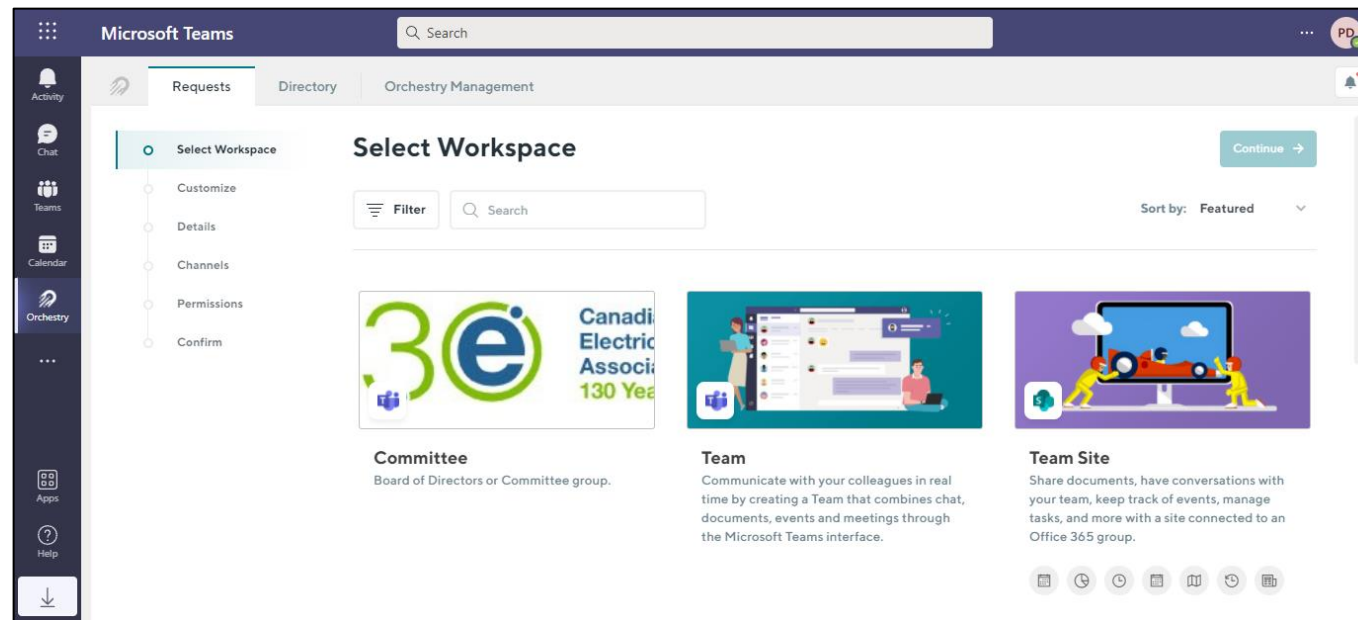 Microsoft Teams
Search
PD
Activity
Chat
Teams
Calendar
Orchestry
Apps
Help
Requests
Directory
Orchestry Management
Select Workspace
Customize
Details
Channels
Permissions
Confirm
Select Workspace
Continue →
Filter
Search
Sort by: Featured
3
e
Canadi
Electric
Associ
130 Yea
Committee
Board of Directors or Committee group.
Team
Communicate with your colleagues in real
time by creating a Team that combines chat,
documents, events and meetings through
the Microsoft Teams interface.
Team Site
Share documents, have conversations with
your team, keep track of events, manage
tasks, and more with a site connected to an
Office 365 group.